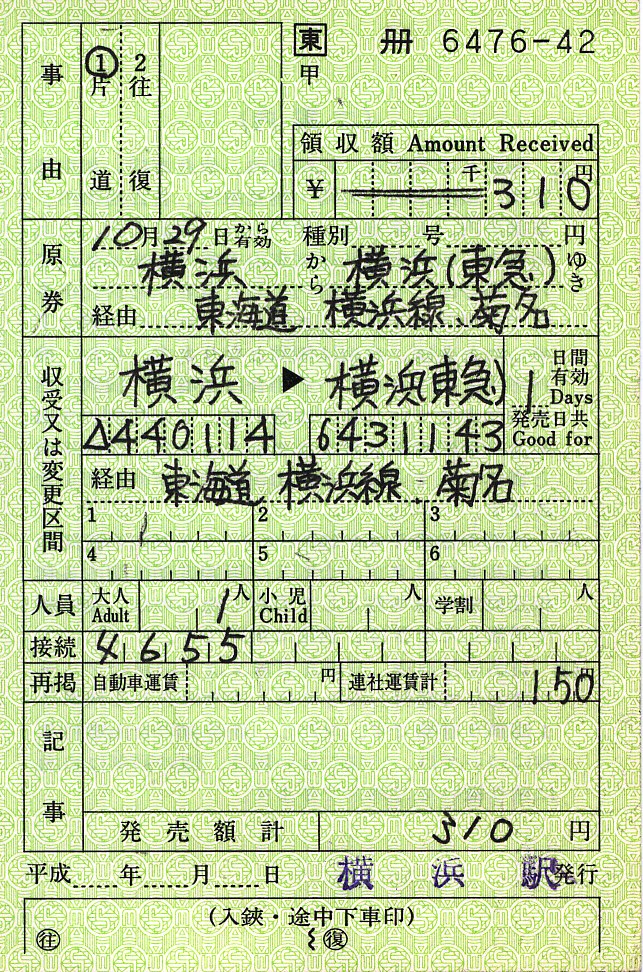 東 冊 6476-42
甲
事由 ①片道 2往復
領収額 Amount Received
¥ 千 310 円
原券 10月29日から有効 種別 号 円
横浜 から 横浜(東急) ゆき
経由 東海道 横浜線、菊名
収受又は変更区間 横浜 ▶ 横浜(東急) 1 日間有効 Days
発売日共 Good for
△4401 14 6431143
経由 東海道 横浜線、菊名
1 2 3
4 5 6
人員 大人 Adult 1人 小児 Child 人 学割 人
接続 4655
再掲 自動車運賃 円 連社運賃計 150円
記事
発売額計 310 円
平成 年 月 日 横浜駅発行
(入鋏・途中下車印)
往 復